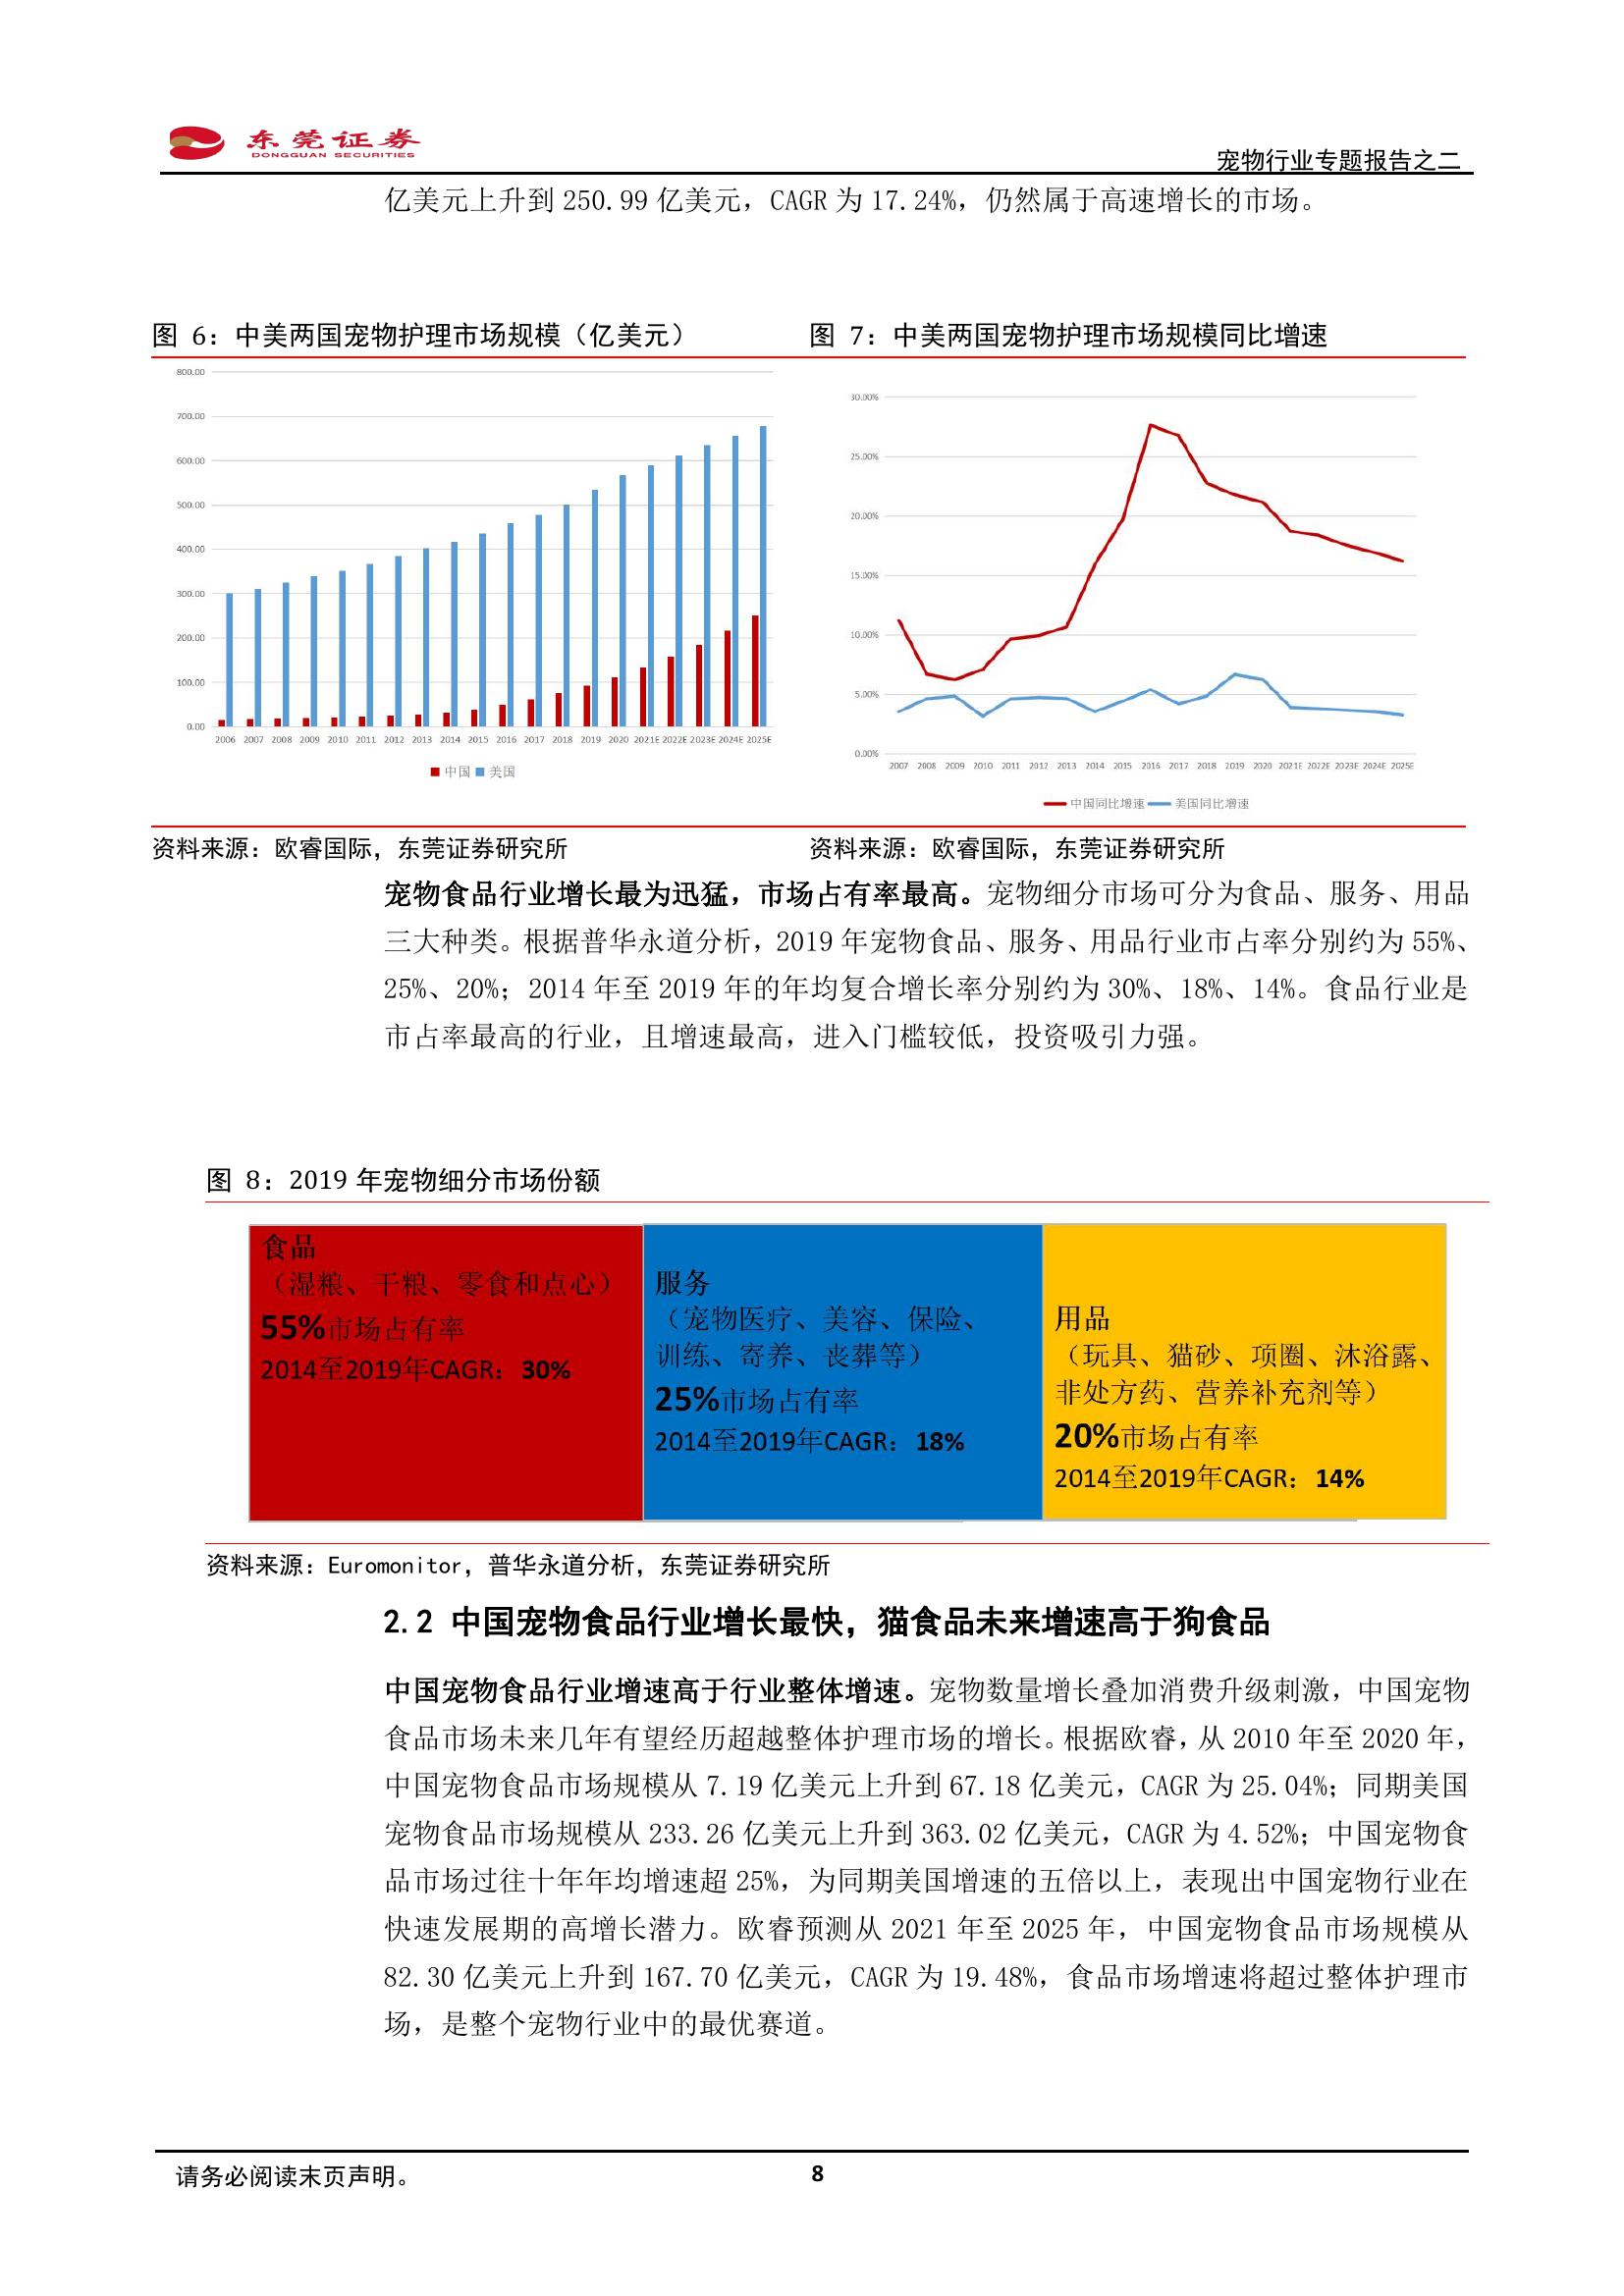 东莞证券
DONGGUAN SECURITIES
宠物行业专题报告之二
亿美元上升到 250.99 亿美元，CAGR 为 17.24%，仍然属于高速增长的市场。
图 6：中美两国宠物护理市场规模（亿美元）
800.00
700.00
600.00
500.00
400.00
300.00
200.00
100.00
0.00
2006 2007 2008 2009 2010 2011 2012 2013 2014 2015 2016 2017 2018 2019 2020 2021E 2022E 2023E 2024E 2025E
中国 美国
图 7：中美两国宠物护理市场规模同比增速
30.00%
25.00%
20.00%
15.00%
10.00%
5.00%
0.00%
2007 2008 2009 2010 2011 2012 2013 2014 2015 2016 2017 2018 2019 2020 2021E 2022E 2023E 2024E 2025E
中国同比增速 美国同比增速
资料来源：欧睿国际，东莞证券研究所
资料来源：欧睿国际，东莞证券研究所
宠物食品行业增长最为迅猛，市场占有率最高。宠物细分市场可分为食品、服务、用品
三大种类。根据普华永道分析，2019 年宠物食品、服务、用品行业市占率分别约为 55%、
25%、20%；2014 年至 2019 年的年均复合增长率分别约为 30%、18%、14%。食品行业是
市占率最高的行业，且增速最高，进入门槛较低，投资吸引力强。
图 8：2019 年宠物细分市场份额
食品
（湿粮、干粮、零食和点心）
55%市场占有率
2014至2019年CAGR：30%
服务
（宠物医疗、美容、保险、
训练、寄养、丧葬等）
25%市场占有率
2014至2019年CAGR：18%
用品
（玩具、猫砂、项圈、沐浴露、
非处方药、营养补充剂等）
20%市场占有率
2014至2019年CAGR：14%
资料来源：Euromonitor，普华永道分析，东莞证券研究所
2.2 中国宠物食品行业增长最快，猫食品未来增速高于狗食品
中国宠物食品行业增速高于行业整体增速。宠物数量增长叠加消费升级刺激，中国宠物
食品市场未来几年有望经历超越整体护理市场的增长。根据欧睿，从 2010 年至 2020 年，
中国宠物食品市场规模从 7.19 亿美元上升到 67.18 亿美元，CAGR 为 25.04%；同期美国
宠物食品市场规模从 233.26 亿美元上升到 363.02 亿美元，CAGR 为 4.52%；中国宠物食
品市场过往十年年均增速超 25%，为同期美国增速的五倍以上，表现出中国宠物行业在
快速发展期的高增长潜力。欧睿预测从 2021 年至 2025 年，中国宠物食品市场规模从
82.30 亿美元上升到 167.70 亿美元，CAGR 为 19.48%，食品市场增速将超过整体护理市
场，是整个宠物行业中的最优赛道。
请务必阅读末页声明。
8